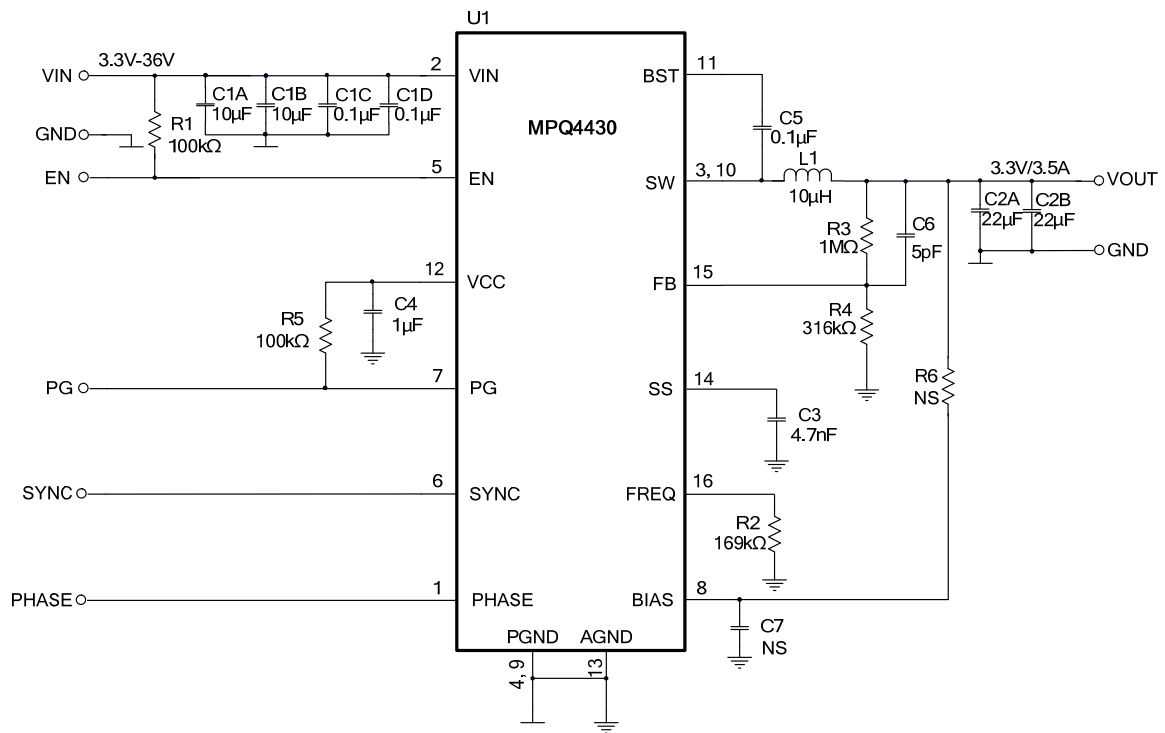 U1
3.3V-36V
VIN
2
VIN
BST
11
C1A
10µF
C1B
10µF
C1C
0.1µF
C1D
0.1µF
MPQ4430
C5
0.1µF
GND
R1
100kΩ
L1
10µH
EN
5
EN
SW
3, 10
3.3V/3.5A
VOUT
C2A
22µF
C2B
22µF
R3
1MΩ
C6
5pF
GND
12
VCC
FB
15
C4
1µF
R5
100kΩ
R4
316kΩ
PG
7
PG
SS
14
R6
NS
C3
4.7nF
SYNC
6
SYNC
FREQ
16
R2
169kΩ
PHASE
1
PHASE
BIAS
8
C7
NS
PGND
AGND
4, 9
13